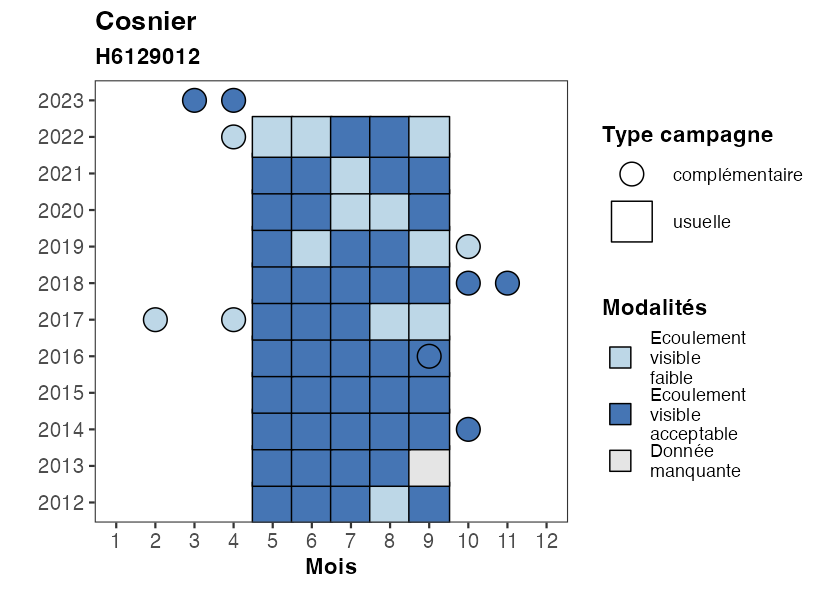 Cosnier
H6129012
2023
2022
2021
2020
2019
2018
2017
2016
2015
2014
2013
2012
1 2 3 4 5 6 7 8 9 10 11 12
Mois
Type campagne
complémentaire
usuelle
Modalités
Ecoulement
visible
faible
Ecoulement
visible
acceptable
Donnée
manquante